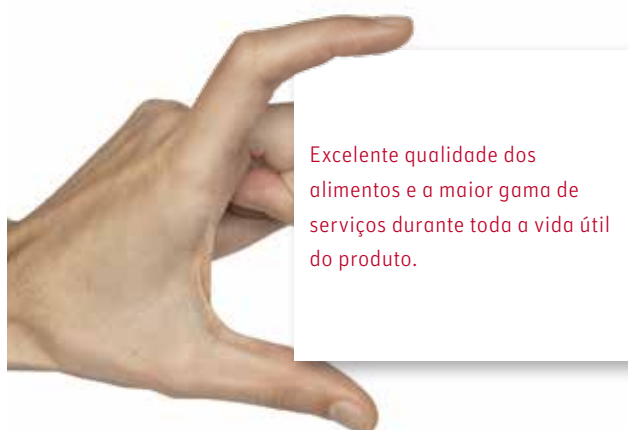 Excelente qualidade dos
alimentos e a maior gama de
serviços durante toda a vida útil
do produto.